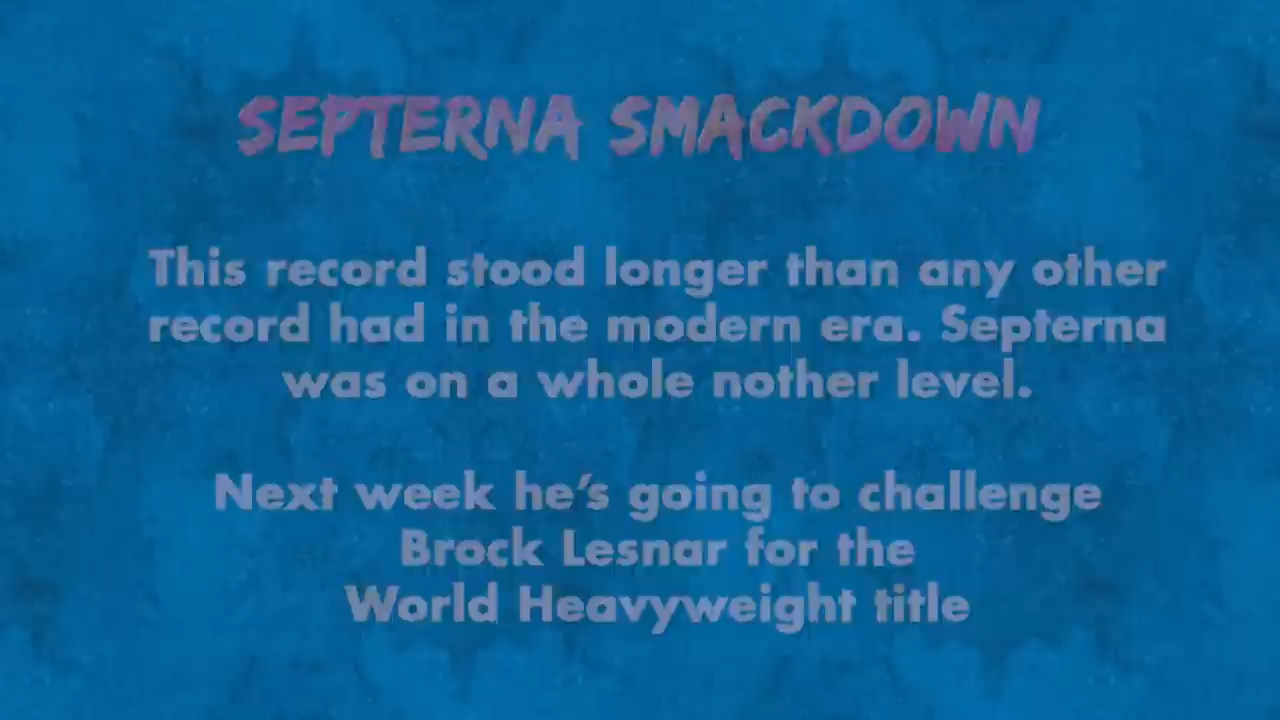 SEPTERNA SMACKDOWN
This record stood longer than any other
record had in the modern era. Septerna
was on a whole nother level.
Next week he's going to challenge
Brock Lesnar for the
World Heavyweight title